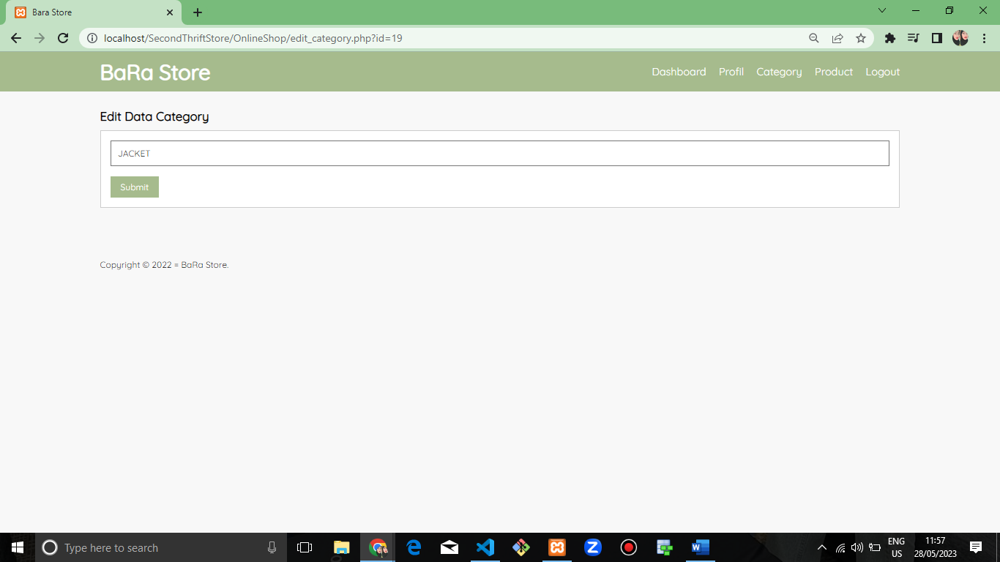 Bara Store
localhost/SecondThriftStore/OnlineShop/edit_category.php?id=19
BaRa Store
Dashboard Profil Category Product Logout
Edit Data Category
JACKET
Submit
Copyright © 2022 = BaRa Store.
Type here to search
ENG 11:57
US 28/05/2023